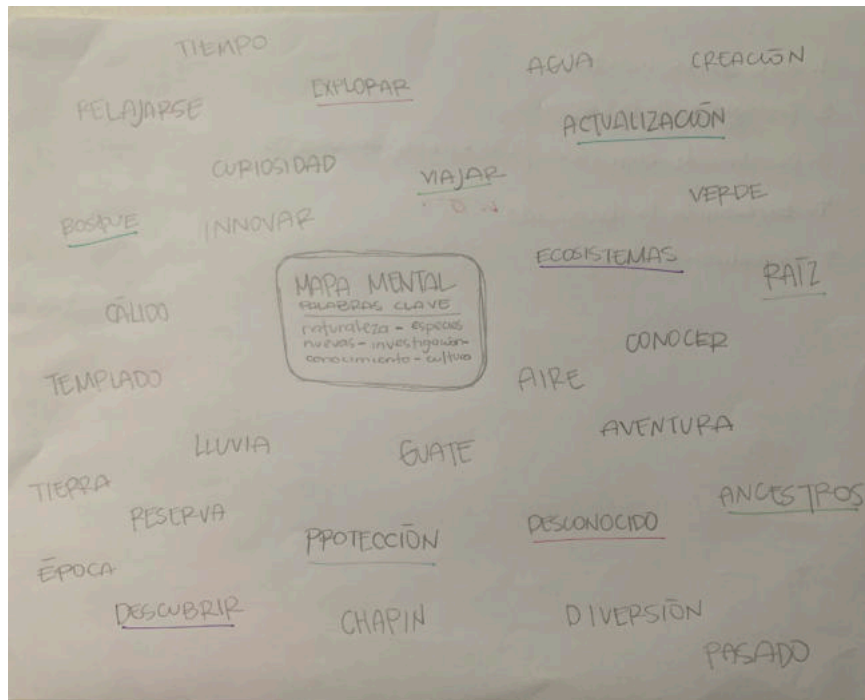 TIEMPO
AGUA
CREACIÓN
EXPLORAR
RELAJARSE
ACTUALIZACIÓN
CURIOSIDAD
VIAJAR
VERDE
BOSQUE
INNOVAR
ECOSISTEMAS
RAÍZ
MAPA MENTAL
PALABRAS CLAVE
naturaleza - especies
nuevas - investigación -
conocimiento - cultura
CÁLIDO
CONOCER
TEMPLADO
AIRE
AVENTURA
LLUVIA
GUATE
TIERRA
ANCESTROS
RESERVA
DESCONOCIDO
PROTECCIÓN
ÉPOCA
DESCUBRIR
CHAPIN
DIVERSIÓN
PASADO